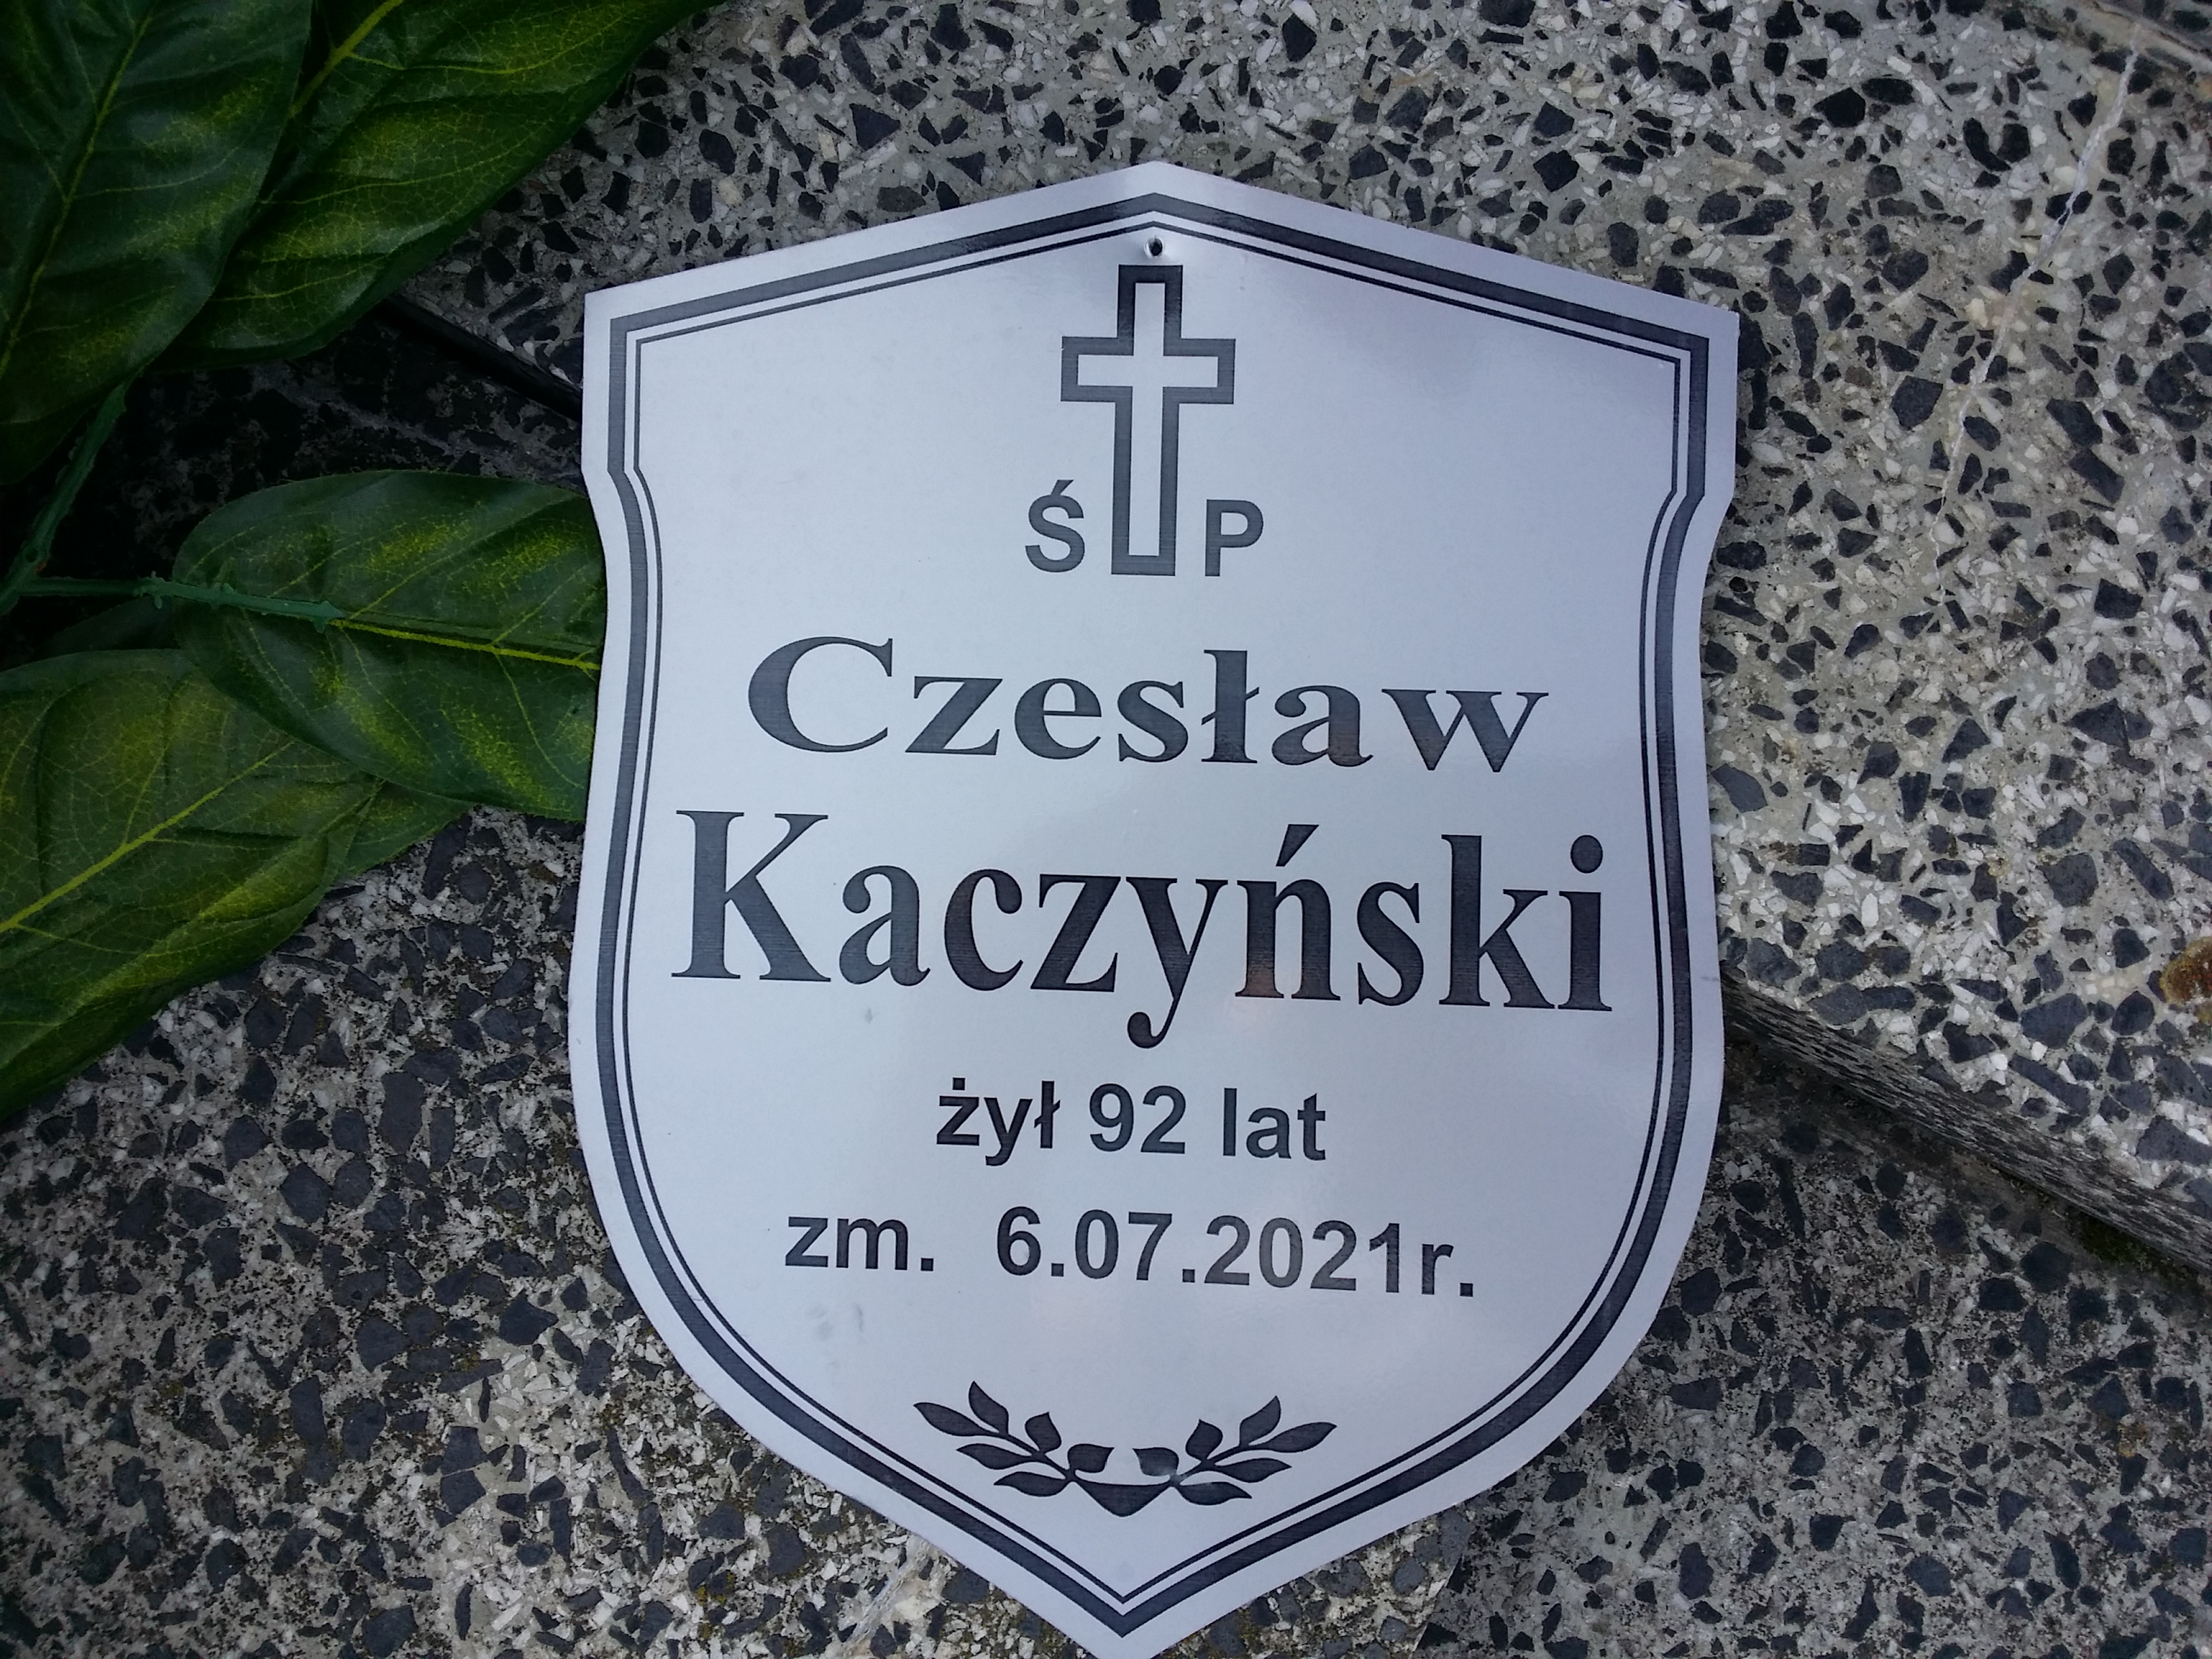 Ś P
Czesław
Kaczyński
żył 92 lat
zm. 6.07.2021r.